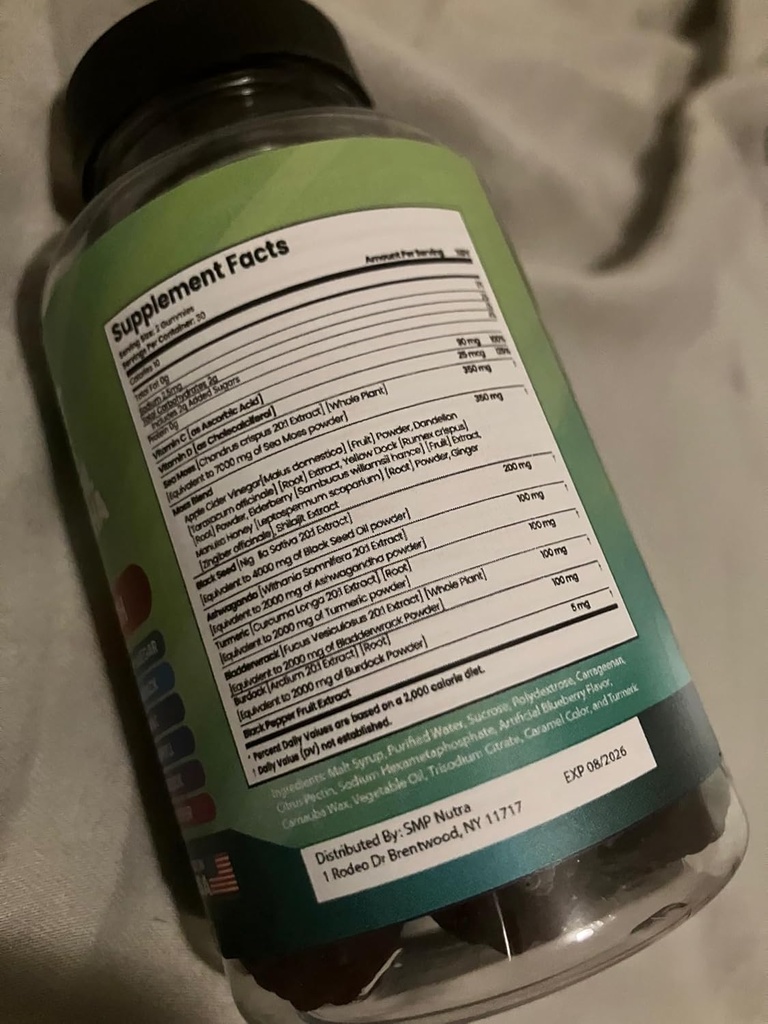 Supplement Facts
Serving Size: 2 Gummies
Servings Per Container: 30
Amount Per Serving %DV
Calories 10
Total Fat 0g
Sodium 2.5mg
Total Carbohydrates 2g
Includes 2g Added Sugars
Protein 0g
Vitamin C [as Ascorbic Acid] 90 mg 100%
Vitamin D [as Cholecalciferol] 25 mcg 125%
Sea Moss [Chondrus crispus 20:1 Extract] [Whole Plant] 350 mg
[Equivalent to 7000 mg of Sea Moss powder]
Moss Blend 350 mg
Apple Cider Vinegar[Malus domestica] [Fruit] Powder, Dandelion
[Taraxacum officinale] [Root] Extract, Yellow Dock [Rumex crispus]
[Root] Powder, Elderberry [Sambucus williamsii hance] [Fruit] Extract,
Manuka Honey [Leptospermum scoparium] [Root] Powder, Ginger
[Zingiber officinale], Shilajit Extract
Black Seed [Nig lla Sativa 20:1 Extract] 200 mg †
[Equivalent to 4000 mg of Black Seed Oil powder]
Ashwaganda [Withania Somnifera 20:1 Extract] 100 mg †
[Equivalent to 2000 mg of Ashwagandha powder]
Turmeric [Curcuma Longa 20:1 Extract] [Root] 100 mg †
[Equivalent to 2000 mg of Turmeric powder]
Bladderwrack [Fucus Vesiculosus 20:1 Extract] [Whole Plant] 100 mg †
[Equivalent to 2000 mg of Bladderwrack Powder]
Burdock [Arctium 20:1 Extract] [Root] 100 mg †
[Equivalent to 2000 mg of Burdock Powder]
Black Pepper Fruit Extract 5 mg †
* Percent Daily Values are based on a 2,000 calorie diet.
† Daily Value (DV) not established.
Ingredients: Malt Syrup, Purified Water, Sucrose, Polydextrose, Carrageenan,
Citrus Pectin, Sodium Hexametaphosphate, Artificial Blueberry Flavor,
Carnauba Wax, Vegetable Oil, Trisodium Citrate, Caramel Color, and Turmeric
Distributed By: SMP Nutra EXP 08/2026
1 Rodeo Dr Brentwood, NY 11717